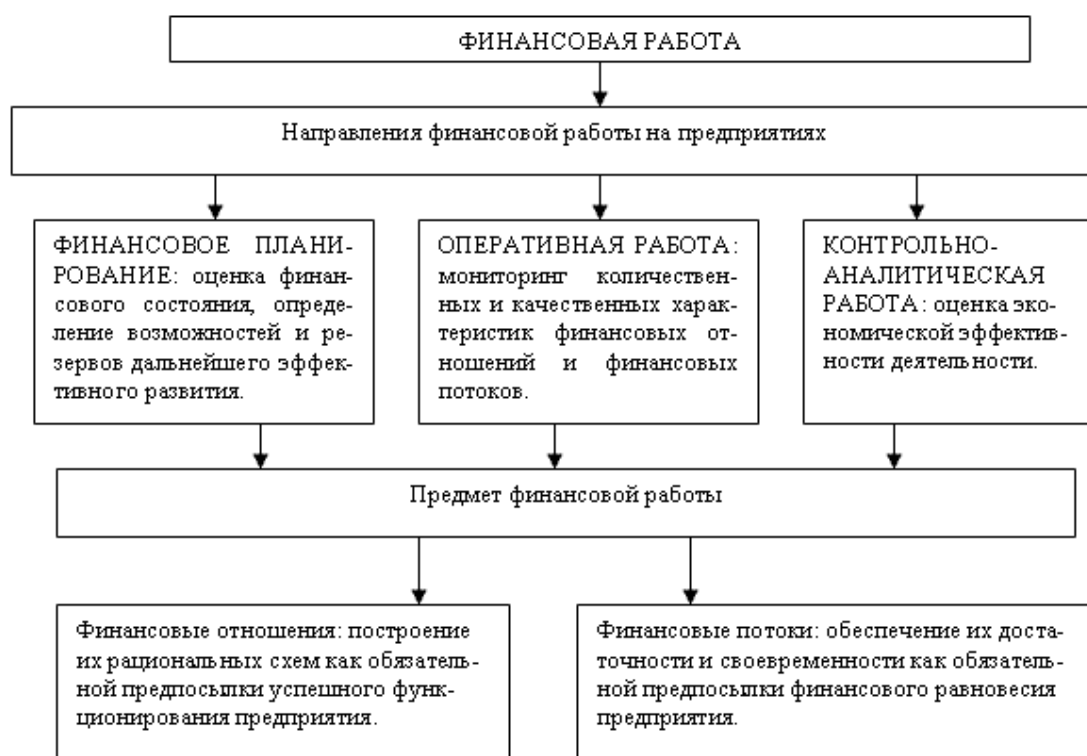 ФИНАНСОВАЯ РАБОТА
Направления финансовой работы на предприятиях
ФИНАНСОВОЕ ПЛАНИ-
РОВАНИЕ: оценка финан-
сового состояния, опреде-
ление возможностей и ре-
зервов дальнейшего эффек-
тивного развития.
ОПЕРАТИВНАЯ РАБОТА:
мониторинг количествен-
ных и качественных харак-
теристик финансовых от-
ношений и финансовых
потоков.
КОНТРОЛЬНО-
АНАЛИТИЧЕСКАЯ
РАБОТА: оценка эко-
номической эффектив-
ности деятельности.
Предмет финансовой работы
Финансовые отношения: построение
их рациональных схем как обязатель-
ной предпосылки успешного функ-
ционирования предприятия.
Финансовые потоки: обеспечение их доста-
точности и своевременности как обязатель-
ной предпосылки финансового равновесия
предприятия.